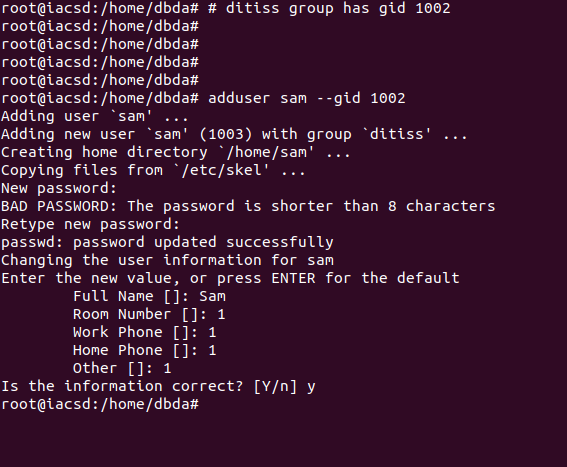 root@iacsd:/home/dbda# # ditiss group has gid 1002
root@iacsd:/home/dbda#
root@iacsd:/home/dbda#
root@iacsd:/home/dbda#
root@iacsd:/home/dbda#
root@iacsd:/home/dbda# adduser sam --gid 1002
Adding user `sam' ...
Adding new user `sam' (1003) with group `ditiss' ...
Creating home directory `/home/sam' ...
Copying files from `/etc/skel' ...
New password:
BAD PASSWORD: The password is shorter than 8 characters
Retype new password:
passwd: password updated successfully
Changing the user information for sam
Enter the new value, or press ENTER for the default
        Full Name []: Sam
        Room Number []: 1
        Work Phone []: 1
        Home Phone []: 1
        Other []: 1
Is the information correct? [Y/n] y
root@iacsd:/home/dbda#